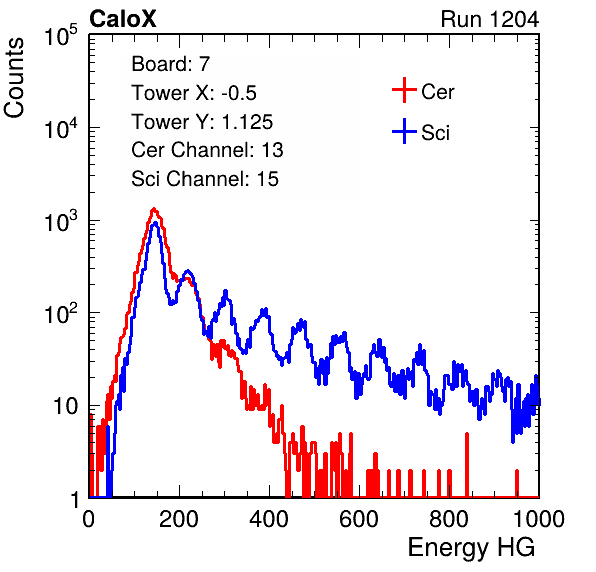 CaloX Run 1204
Counts
Board: 7
Tower X: -0.5
Tower Y: 1.125
Cer Channel: 13
Sci Channel: 15
Cer
Sci
10^5
10^4
10^3
10^2
10
1
0 200 400 600 800 1000
Energy HG